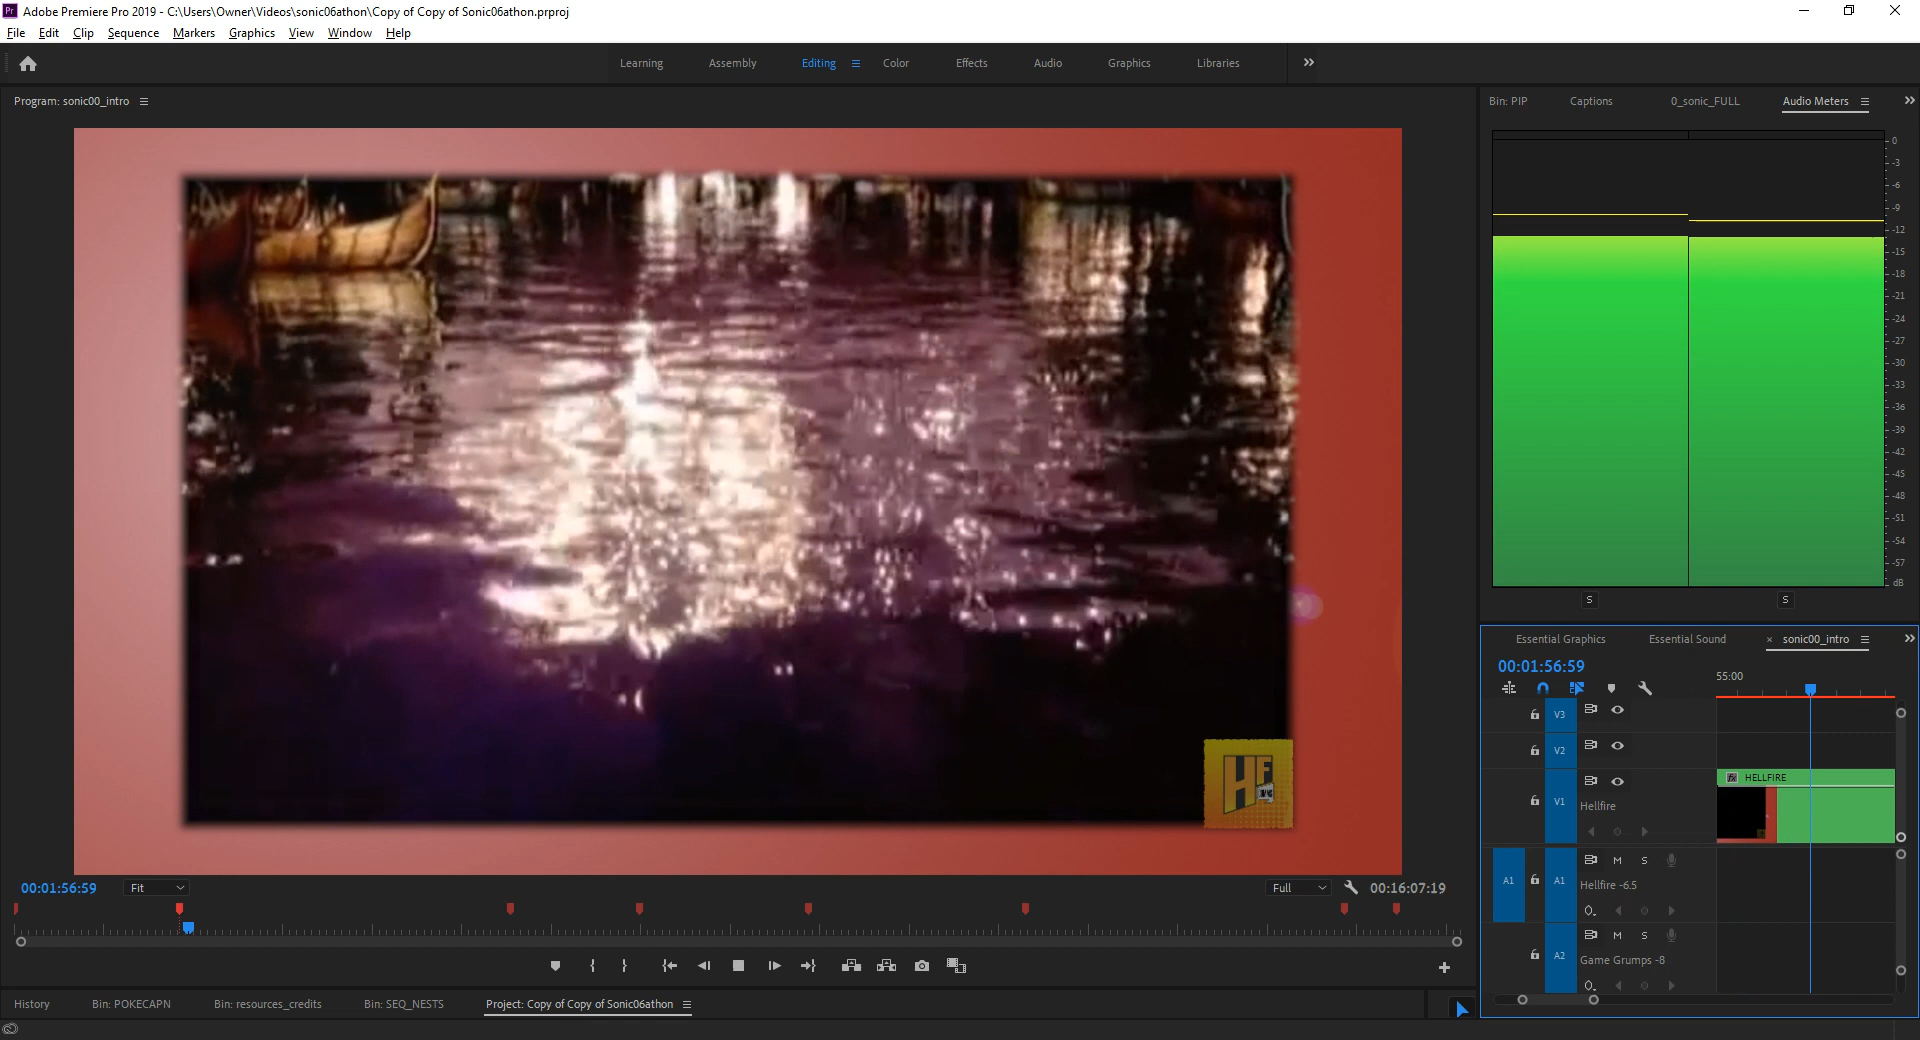 Pr Adobe Premiere Pro 2019 - C:\Users\Owner\Videos\sonic06athon\Copy of Copy of Sonic06athon.prproj
File Edit Clip Sequence Markers Graphics View Window Help
Learning Assembly Editing Color Effects Audio Graphics Libraries
Program: sonic00_intro
Bin: PIP Captions 0_sonic_FULL Audio Meters
0
-3
-6
-9
-12
-15
-18
-21
-24
-27
-30
-33
-36
-39
-42
-45
-48
-51
-54
-57
dB
S S
HF
Essential Graphics Essential Sound × sonic00_intro
00:01:56:59
55:00
V3
V2
fx HELLFIRE
V1 Hellfire
A1 A1 M S
Hellfire -6.5
A2 M S
Game Grumps -8
00:01:56:59 Fit Full 00:16:07:19
History Bin: POKECAPN Bin: resources_credits Bin: SEQ_NESTS Project: Copy of Copy of Sonic06athon